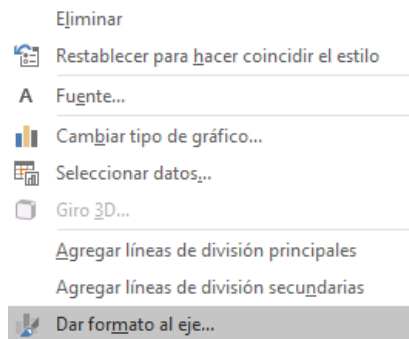 Eliminar
Restablecer para hacer coincidir el estilo
A Fuente...
Cambiar tipo de gráfico...
Seleccionar datos...
Giro 3D...
Agregar líneas de división principales
Agregar líneas de división secundarias
Dar formato al eje...